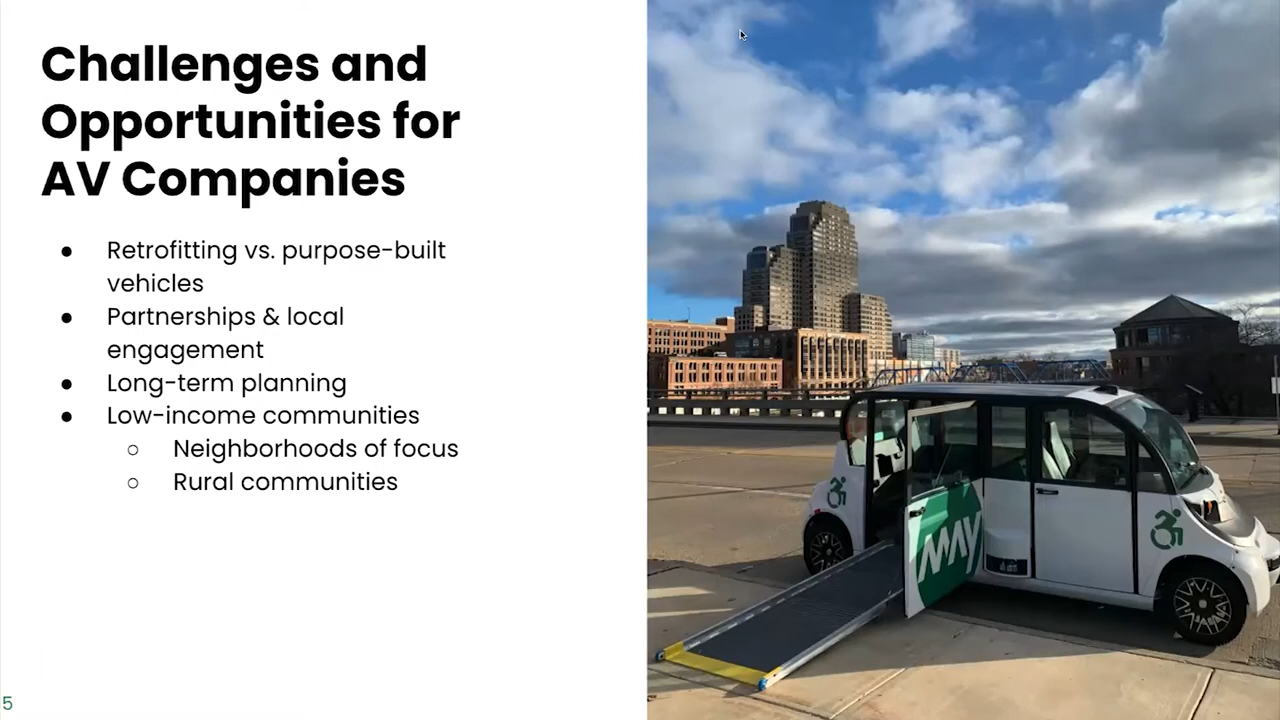 Challenges and
Opportunities for
AV Companies
● Retrofitting vs. purpose-built
vehicles
● Partnerships & local
engagement
● Long-term planning
● Low-income communities
○ Neighborhoods of focus
○ Rural communities
MAY
5